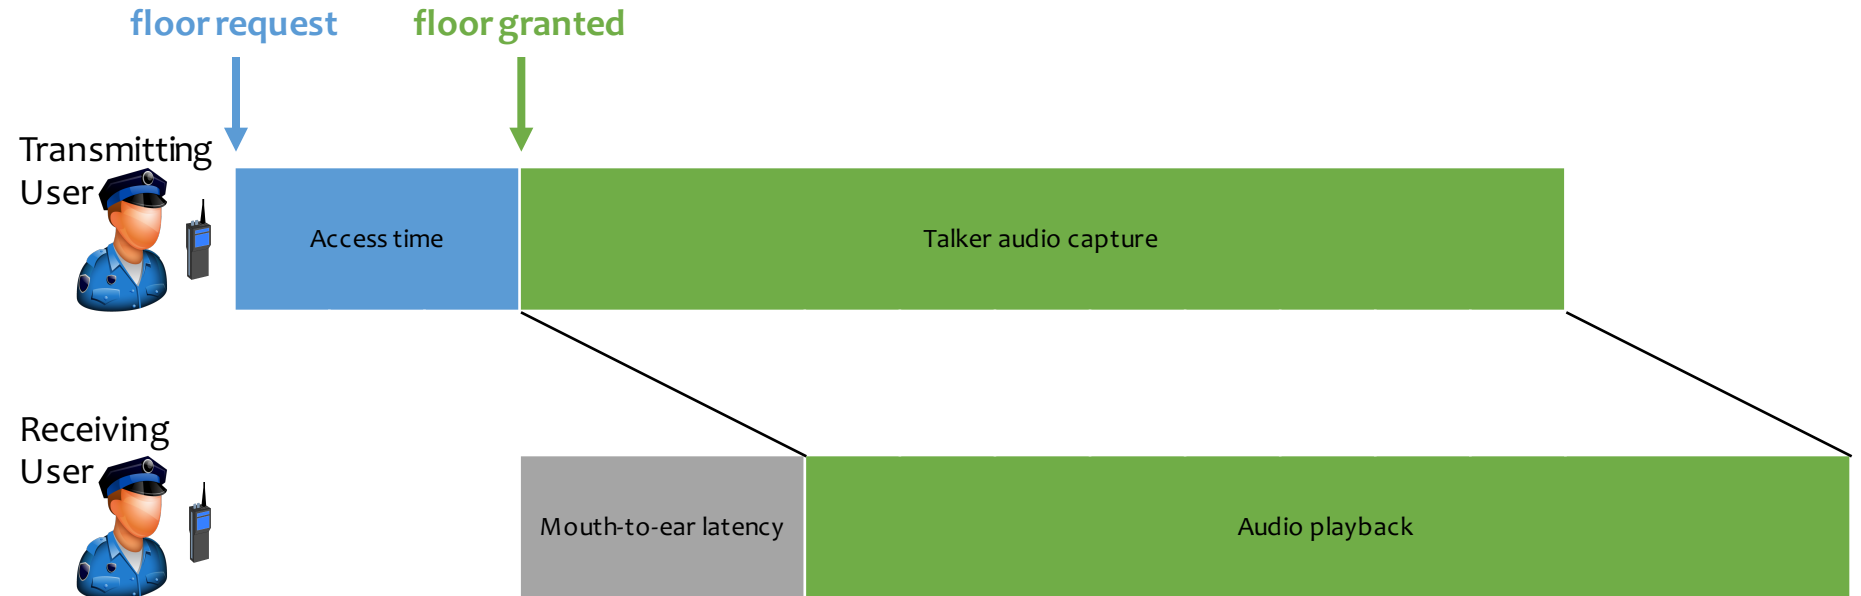 floor request
floor granted
Transmitting
User
Access time
Talker audio capture
Receiving
User
Mouth-to-ear latency
Audio playback